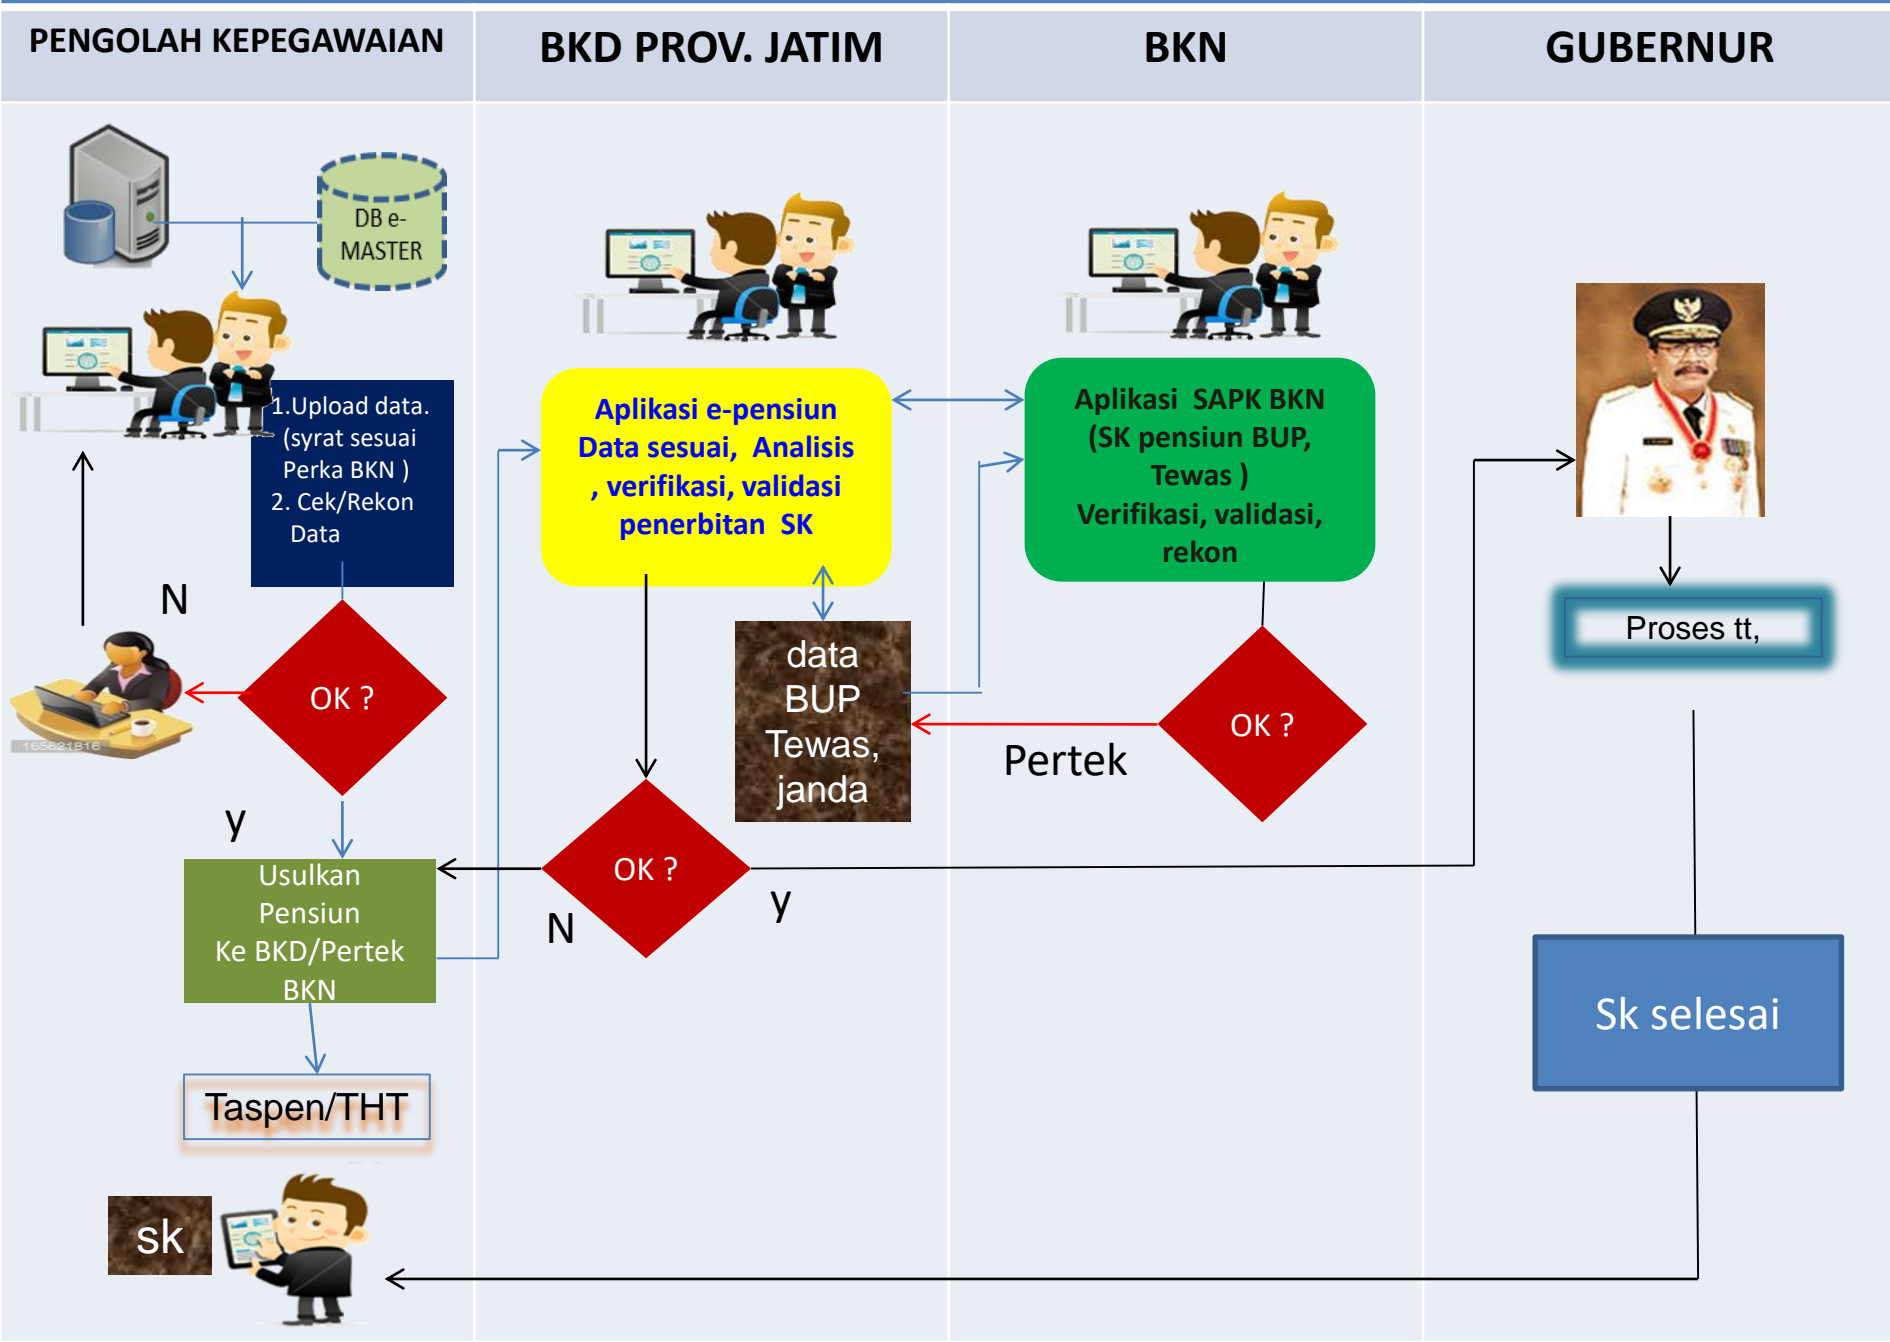 PENGOLAH KEPEGAWAIAN
BKD PROV. JATIM
BKN
GUBERNUR
DB e-
MASTER
1.Upload data.
(syrat sesuai
Perka BKN )
2. Cek/Rekon
Data
N
OK ?
165621816
y
Usulkan
Pensiun
Ke BKD/Pertek
BKN
Taspen/THT
sk
Aplikasi e-pensiun
Data sesuai, Analisis
, verifikasi, validasi
penerbitan SK
data
BUP
Tewas,
janda
OK ?
N
y
Aplikasi SAPK BKN
(SK pensiun BUP,
Tewas )
Verifikasi, validasi,
rekon
OK ?
Pertek
Proses tt,
Sk selesai